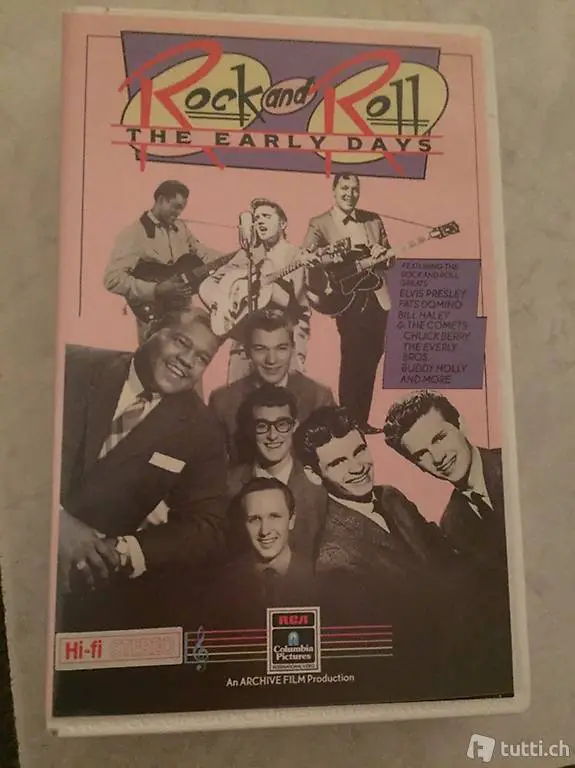 Rock and Roll
THE EARLY DAYS
FEATURING THE
ROCK AND ROLL
GREATS
ELVIS PRESLEY
FATS DOMINO
BILL HALEY
& THE COMETS
CHUCK BERRY
THE EVERLY
BROS.
BUDDY HOLLY
AND MORE
Hi-fi STEREO
RCA
Columbia
Pictures
INTERNATIONAL VIDEO
An ARCHIVE FILM Production
tutti.ch